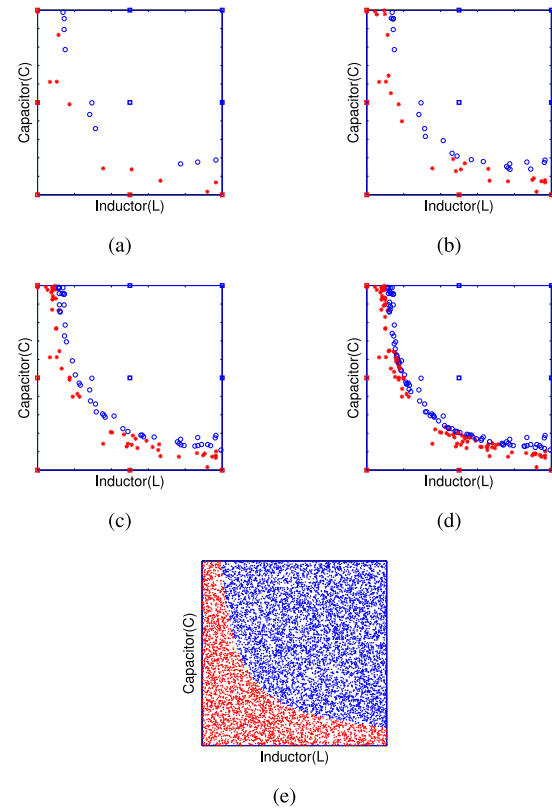 Capacitor(C)
Inductor(L)
(a)
Capacitor(C)
Inductor(L)
(b)
Capacitor(C)
Inductor(L)
(c)
Capacitor(C)
Inductor(L)
(d)
Capacitor(C)
Inductor(L)
(e)